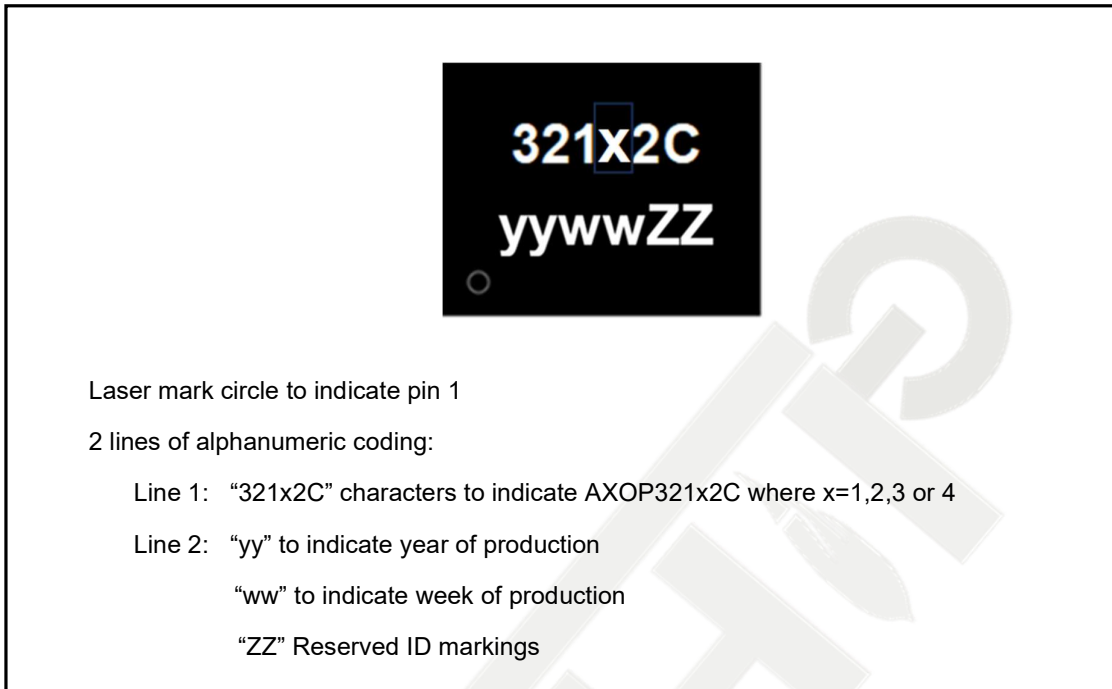 321x2C
yywwZZ
Laser mark circle to indicate pin 1
2 lines of alphanumeric coding:
Line 1: “321x2C” characters to indicate AXOP321x2C where x=1,2,3 or 4
Line 2: “yy” to indicate year of production
“ww” to indicate week of production
“ZZ” Reserved ID markings